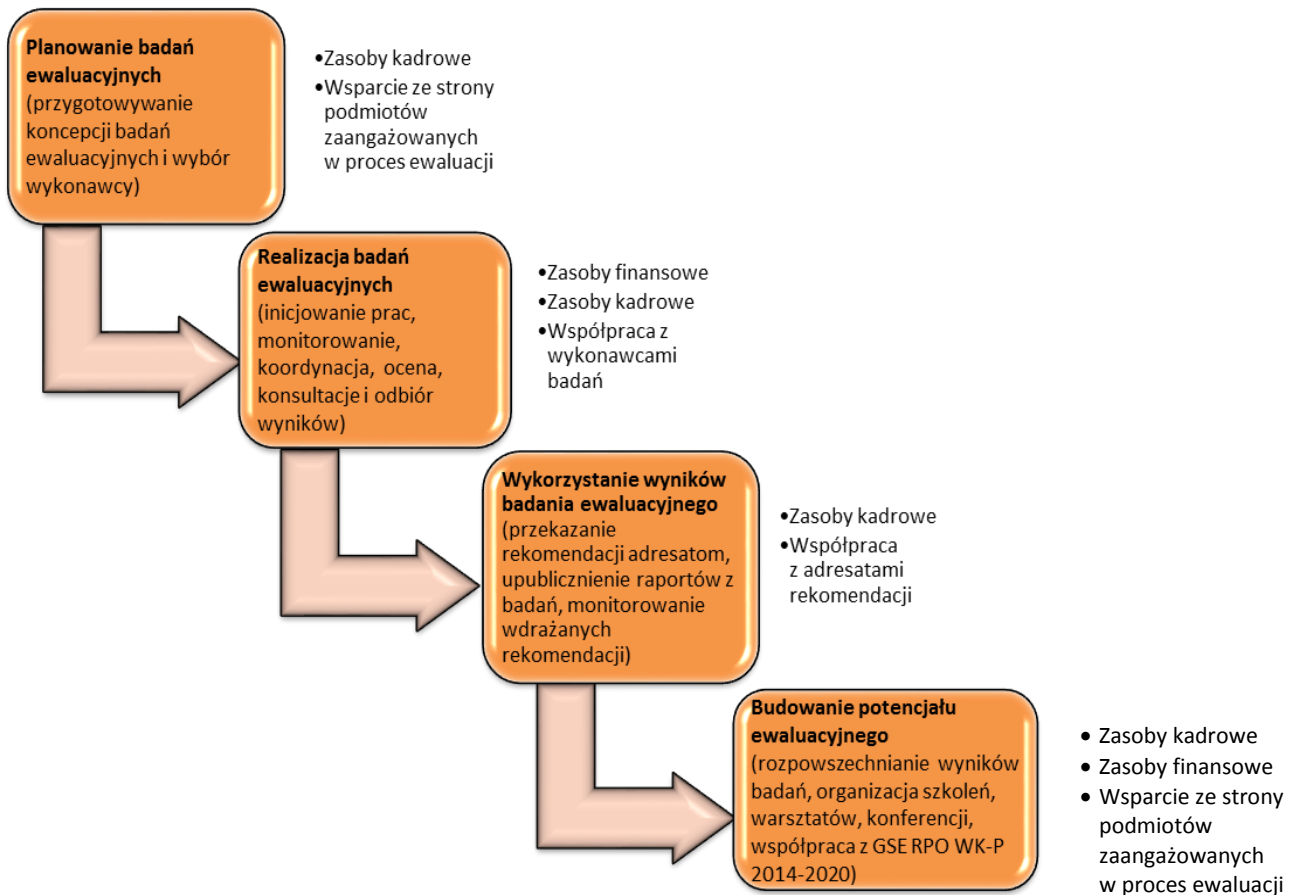 Planowanie badań
ewaluacyjnych
(przygotowywanie
koncepcji badań
ewaluacyjnych i wybór
wykonawcy)
•Zasoby kadrowe
•Wsparcie ze strony
podmiotów
zaangażowanych
w proces ewaluacji
Realizacja badań
ewaluacyjnych
(inicjowanie prac,
monitorowanie,
koordynacja, ocena,
konsultacje i odbiór
wyników)
•Zasoby finansowe
•Zasoby kadrowe
•Współpraca z
wykonawcami
badań
Wykorzystanie wyników
badania ewaluacyjnego
(przekazanie
rekomendacji adresatom,
upublicznienie raportów z
badań, monitorowanie
wdrażanych
rekomendacji)
•Zasoby kadrowe
•Współpraca
z adresatami
rekomendacji
Budowanie potencjału
ewaluacyjnego
(rozpowszechnianie wyników
badań, organizacja szkoleń,
warsztatów, konferencji,
współpraca z GSE RPO WK-P
2014-2020)
• Zasoby kadrowe
• Zasoby finansowe
• Wsparcie ze strony
podmiotów
zaangażowanych
w proces ewaluacji